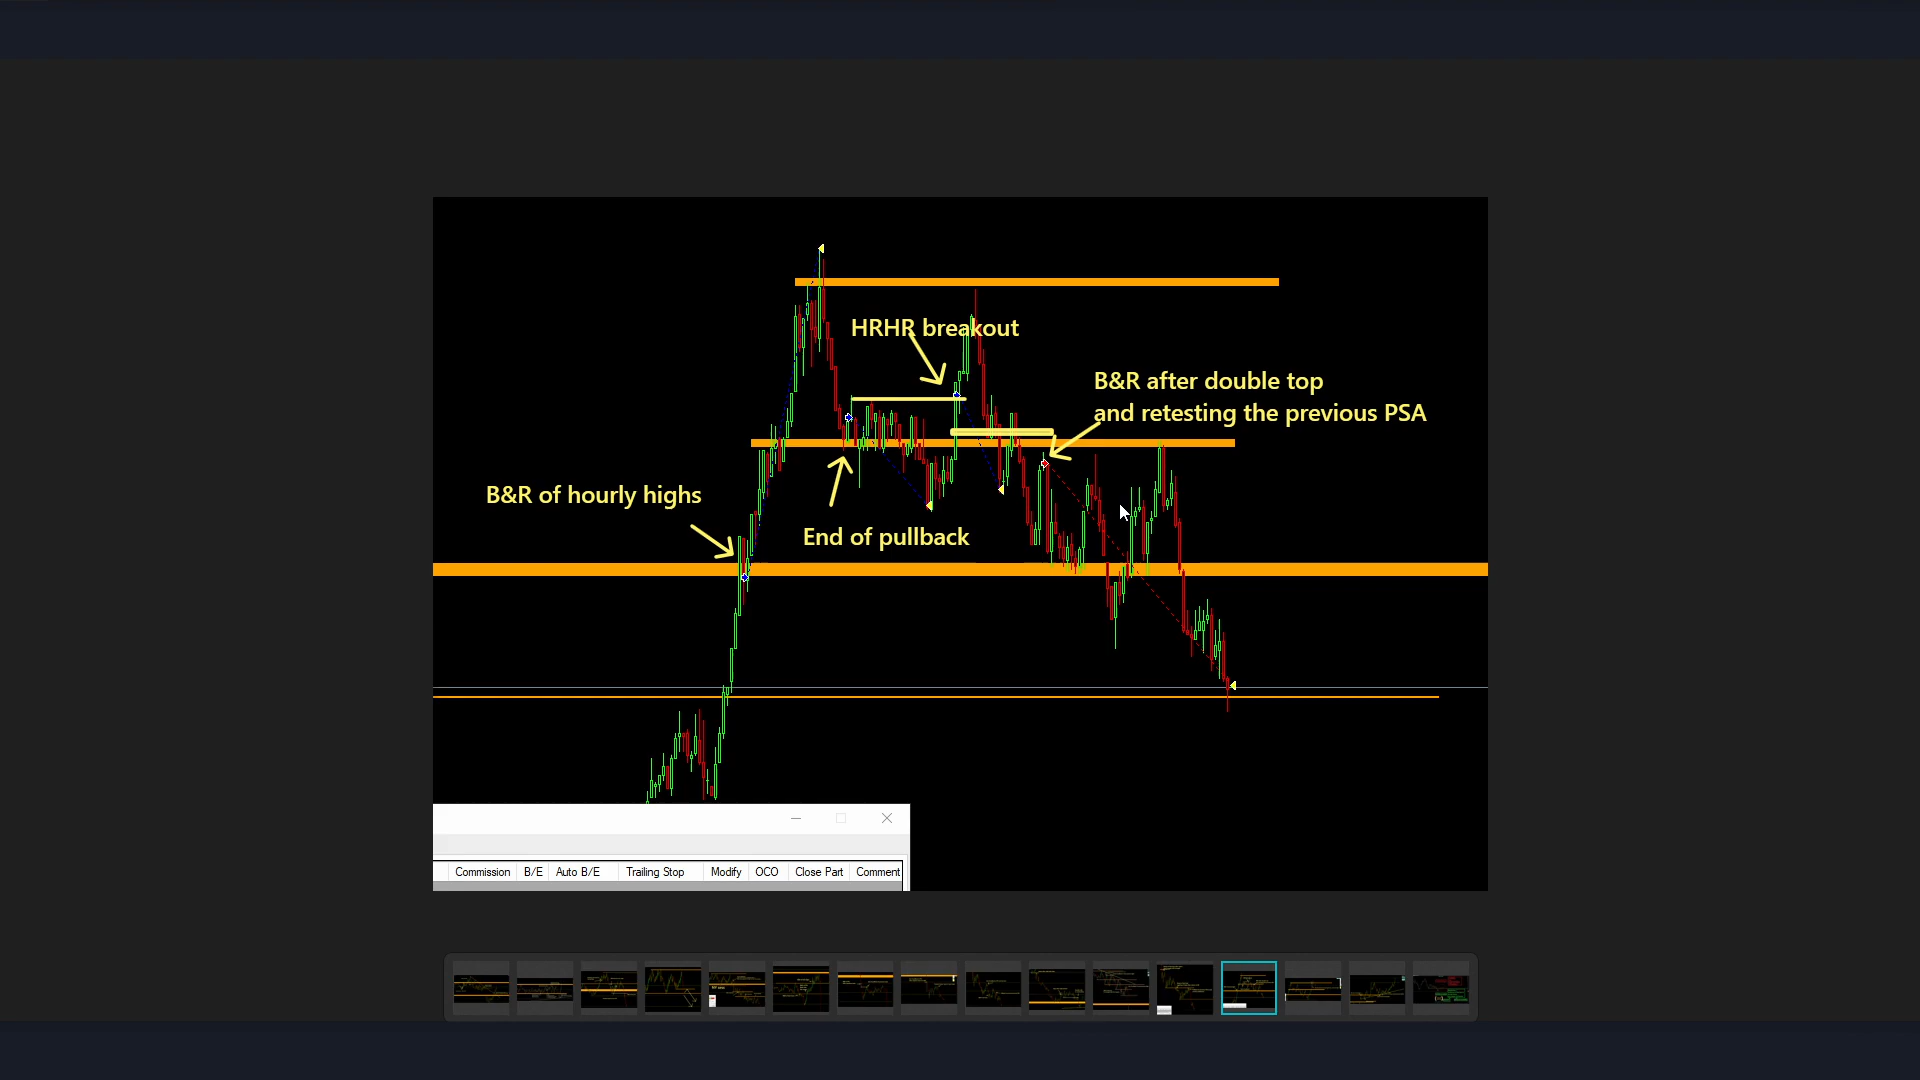 HRHR breakout
B&R after double top
and retesting the previous PSA
B&R of hourly highs
End of pullback
Commission B/E Auto B/E Trailing Stop Modify OCO Close Part Comment